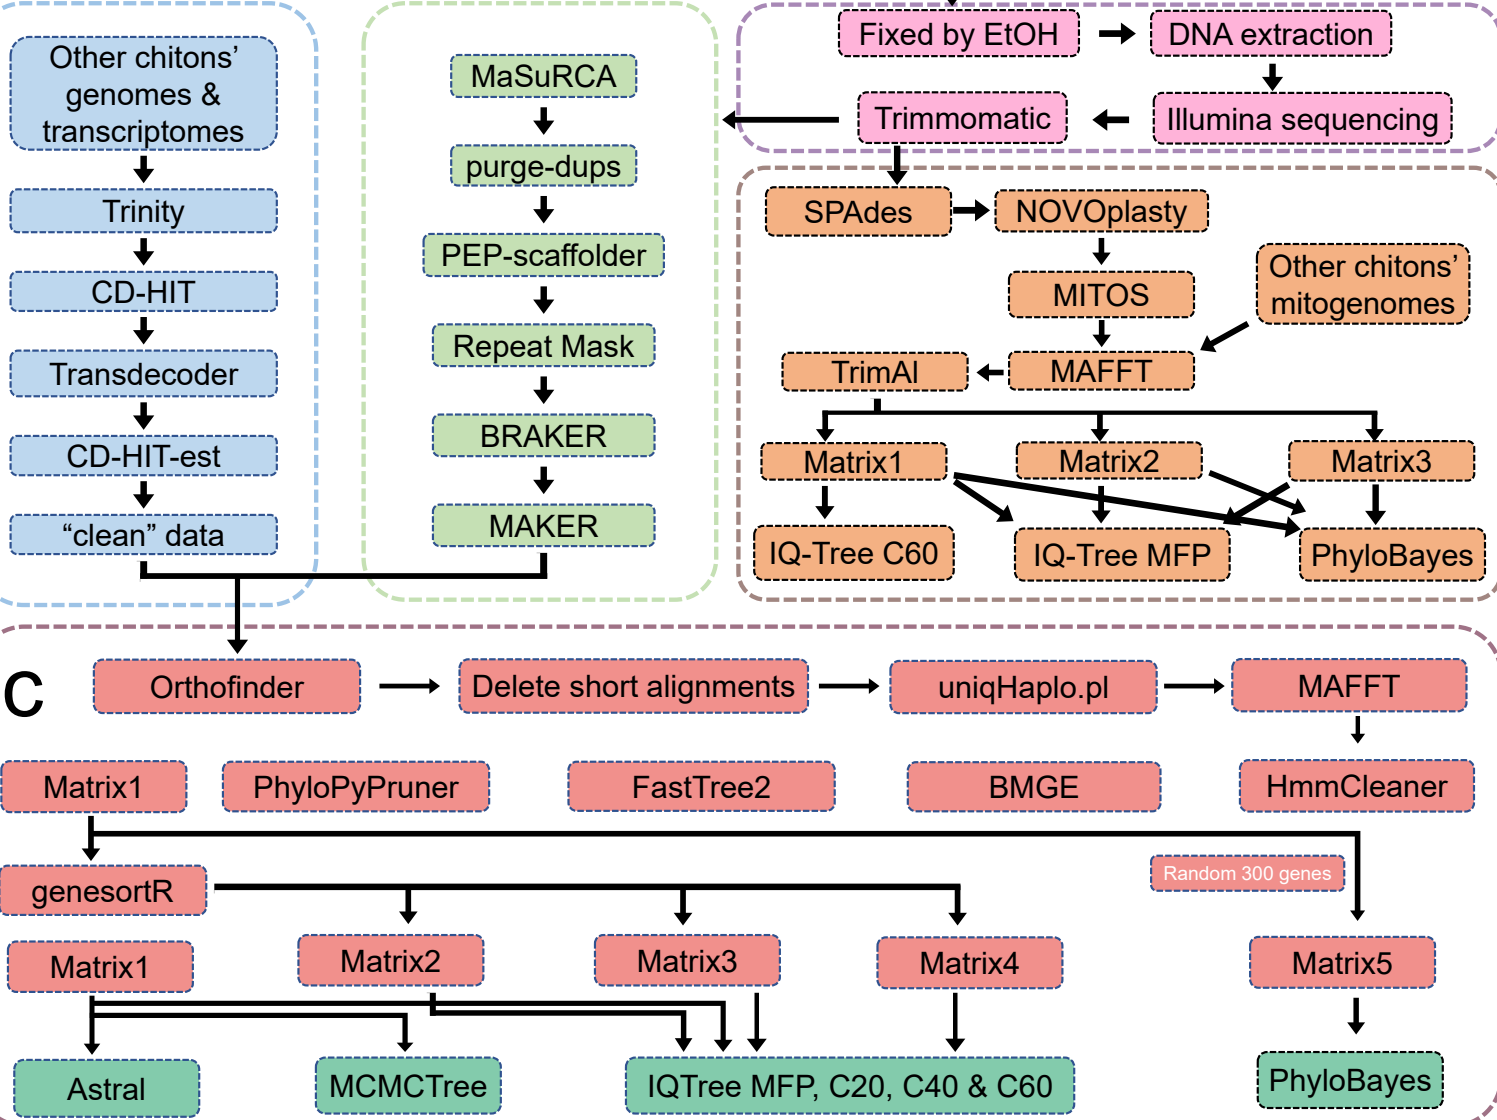 Other chitons’
genomes &
transcriptomes
Trinity
CD-HIT
Transdecoder
CD-HIT-est
“clean” data
MaSuRCA
purge-dups
PEP-scaffolder
Repeat Mask
BRAKER
MAKER
Fixed by EtOH
DNA extraction
Trimmomatic
Illumina sequencing
SPAdes
NOVOplasty
MITOS
Other chitons’
mitogenomes
TrimAl
MAFFT
Matrix1
Matrix2
Matrix3
IQ-Tree C60
IQ-Tree MFP
PhyloBayes
C
Orthofinder
Delete short alignments
uniqHaplo.pl
MAFFT
Matrix1
PhyloPyPruner
FastTree2
BMGE
HmmCleaner
genesortR
Random 300 genes
Matrix1
Matrix2
Matrix3
Matrix4
Matrix5
Astral
MCMCTree
IQTree MFP, C20, C40 & C60
PhyloBayes